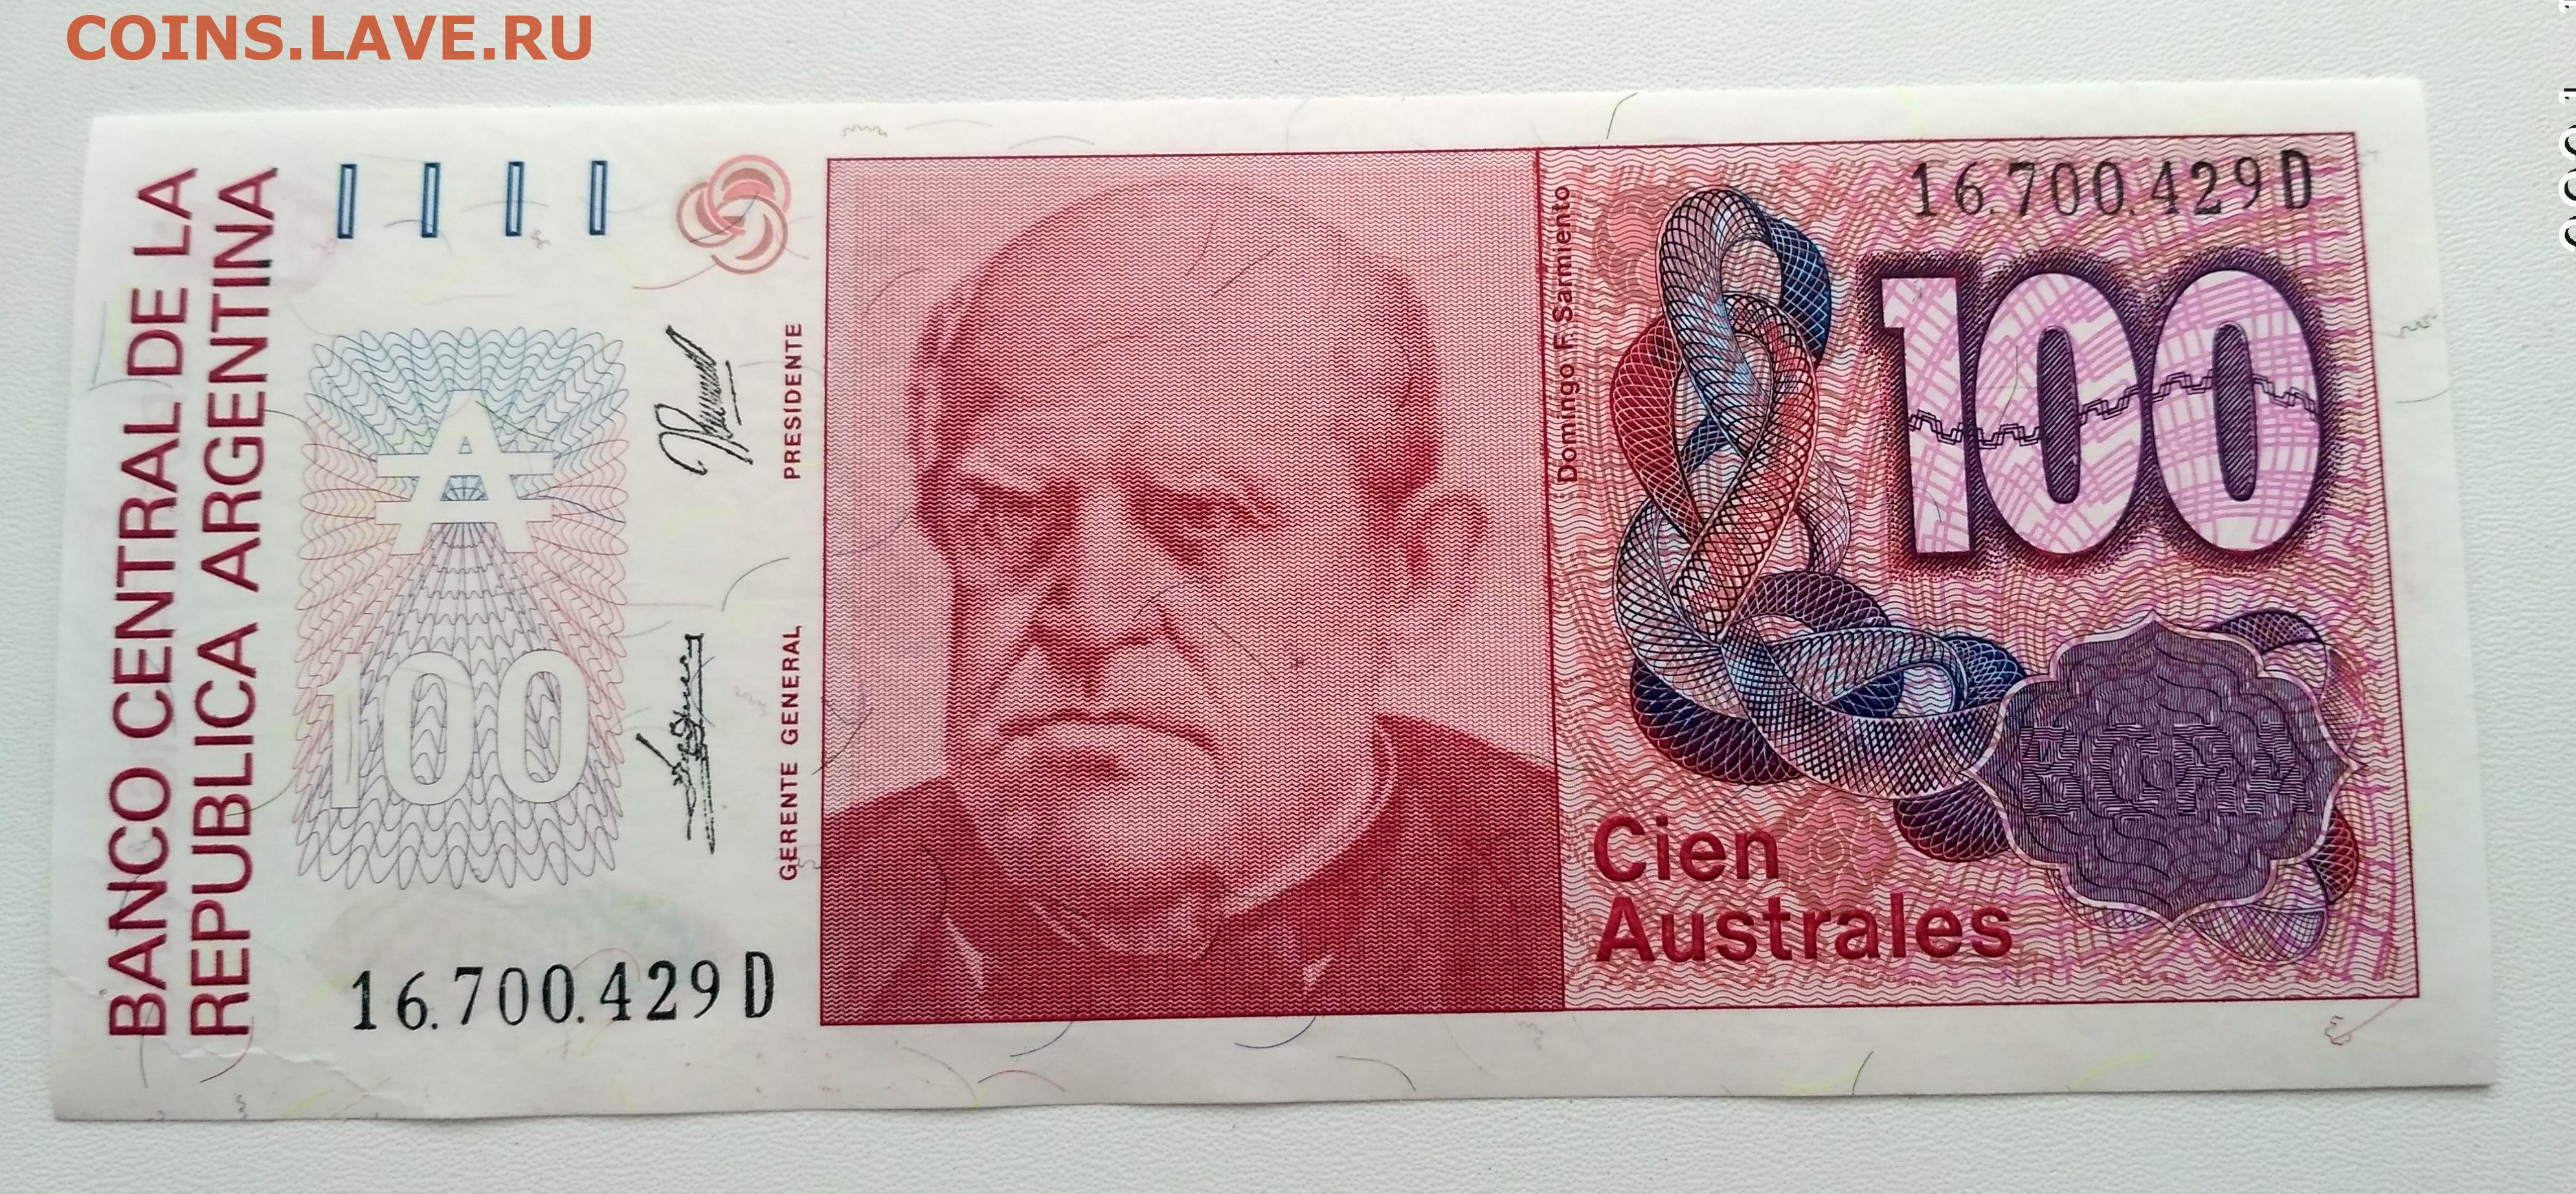 COINS.LAVE.RU
BANCO CENTRAL DE LA
REPUBLICA ARGENTINA
₳
100
PRESIDENTE
GERENTE GENERAL
16.700.429 D
Domingo F. Sarmiento
16.700.429 D
100
Cien
Australes